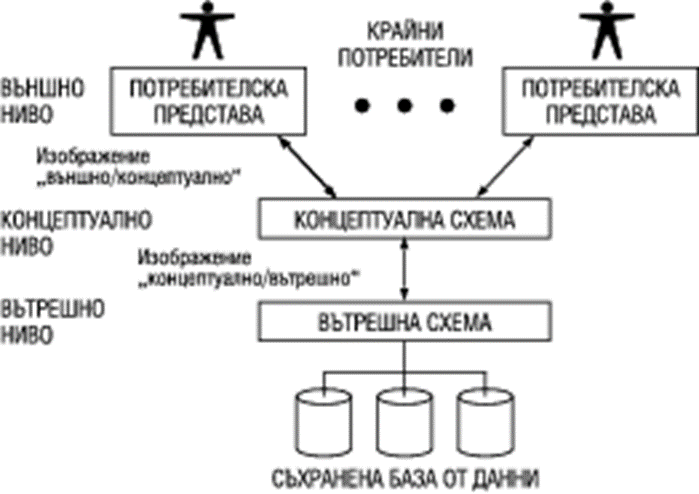 КРАЙНИ
ПОТРЕБИТЕЛИ
ВЪНШНО
НИВО
ПОТРЕБИТЕЛСКА
ПРЕДСТАВА
ПОТРЕБИТЕЛСКА
ПРЕДСТАВА
Изображение
„външно/концептуално“
КОНЦЕПТУАЛНО
НИВО
КОНЦЕПТУАЛНА СХЕМА
Изображение
„концептуално/вътрешно“
ВЪТРЕШНО
НИВО
ВЪТРЕШНА СХЕМА
СЪХРАНЕНА БАЗА ОТ ДАННИ